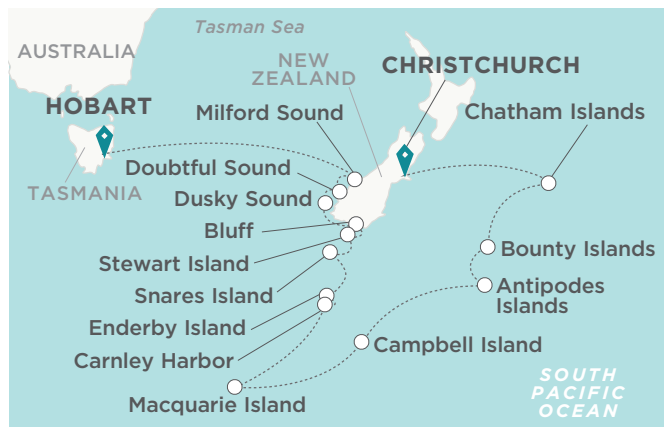 Tasman Sea
AUSTRALIA
NEW
ZEALAND
CHRISTCHURCH
HOBART
Milford Sound
Chatham Islands
Doubtful Sound
TASMANIA
Dusky Sound
Bluff
Bounty Islands
Stewart Island
Snares Island
Antipodes
Islands
Enderby Island
Campbell Island
Carnley Harbor
Macquarie Island
SOUTH
PACIFIC
OCEAN